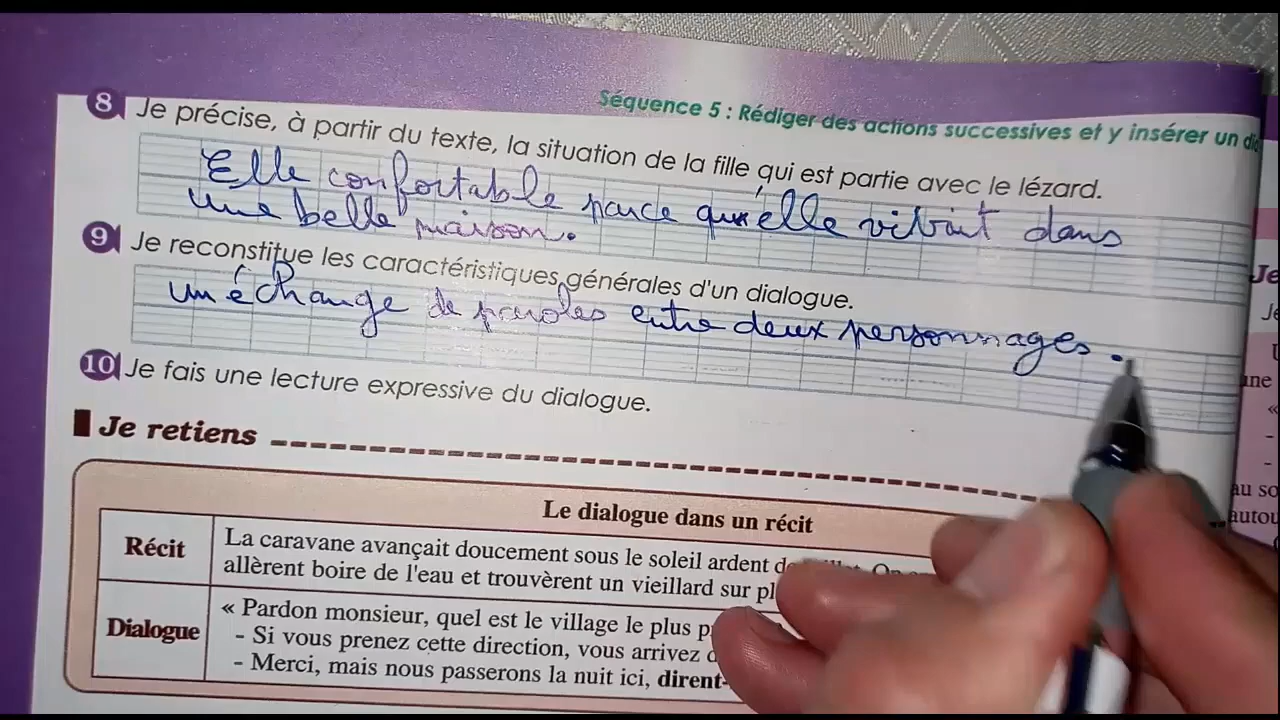 Séquence 5 : Rédiger des actions successives et y insérer un
8 Je précise, à partir du texte, la situation de la fille qui est partie avec le lézard.
Elle confortable parce qu'elle vivait dans
une belle maison.
9 Je reconstitue les caractéristiques générales d'un dialogue.
un échange de paroles entre deux personnages.
10 Je fais une lecture expressive du dialogue.
Je retiens
Le dialogue dans un récit
Récit
La caravane avançait doucement sous le soleil ardent
allèrent boire de l'eau et trouvèrent un vieillard sur
Dialogue
« Pardon monsieur, quel est le village le plus
- Si vous prenez cette direction, vous arrivez
- Merci, mais nous passerons la nuit ici, dirent-
Je
au